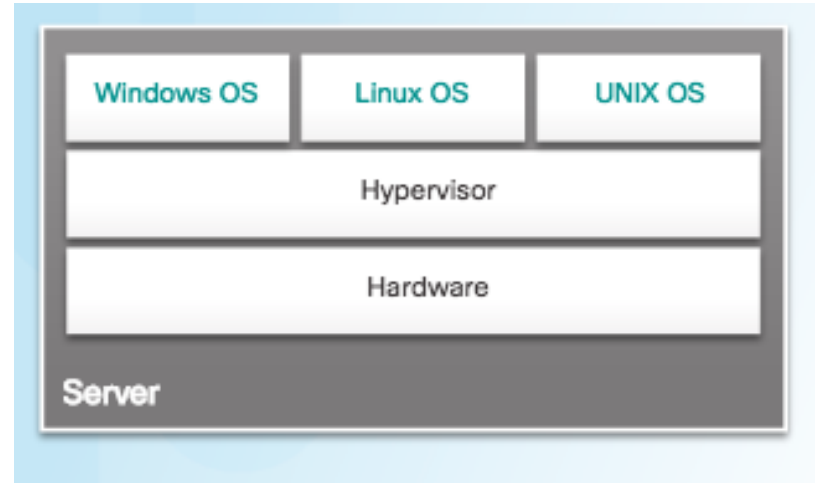 Windows OS Linux OS UNIX OS
Hypervisor
Hardware
Server